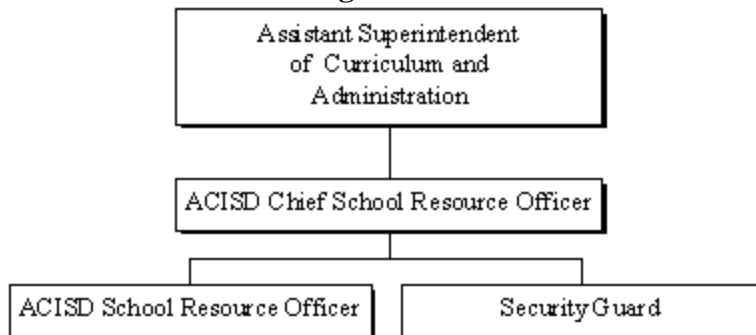 Assistant Superintendent
of Curriculum and
Administration
ACISD Chief School Resource Officer
ACISD School Resource Officer
Security Guard